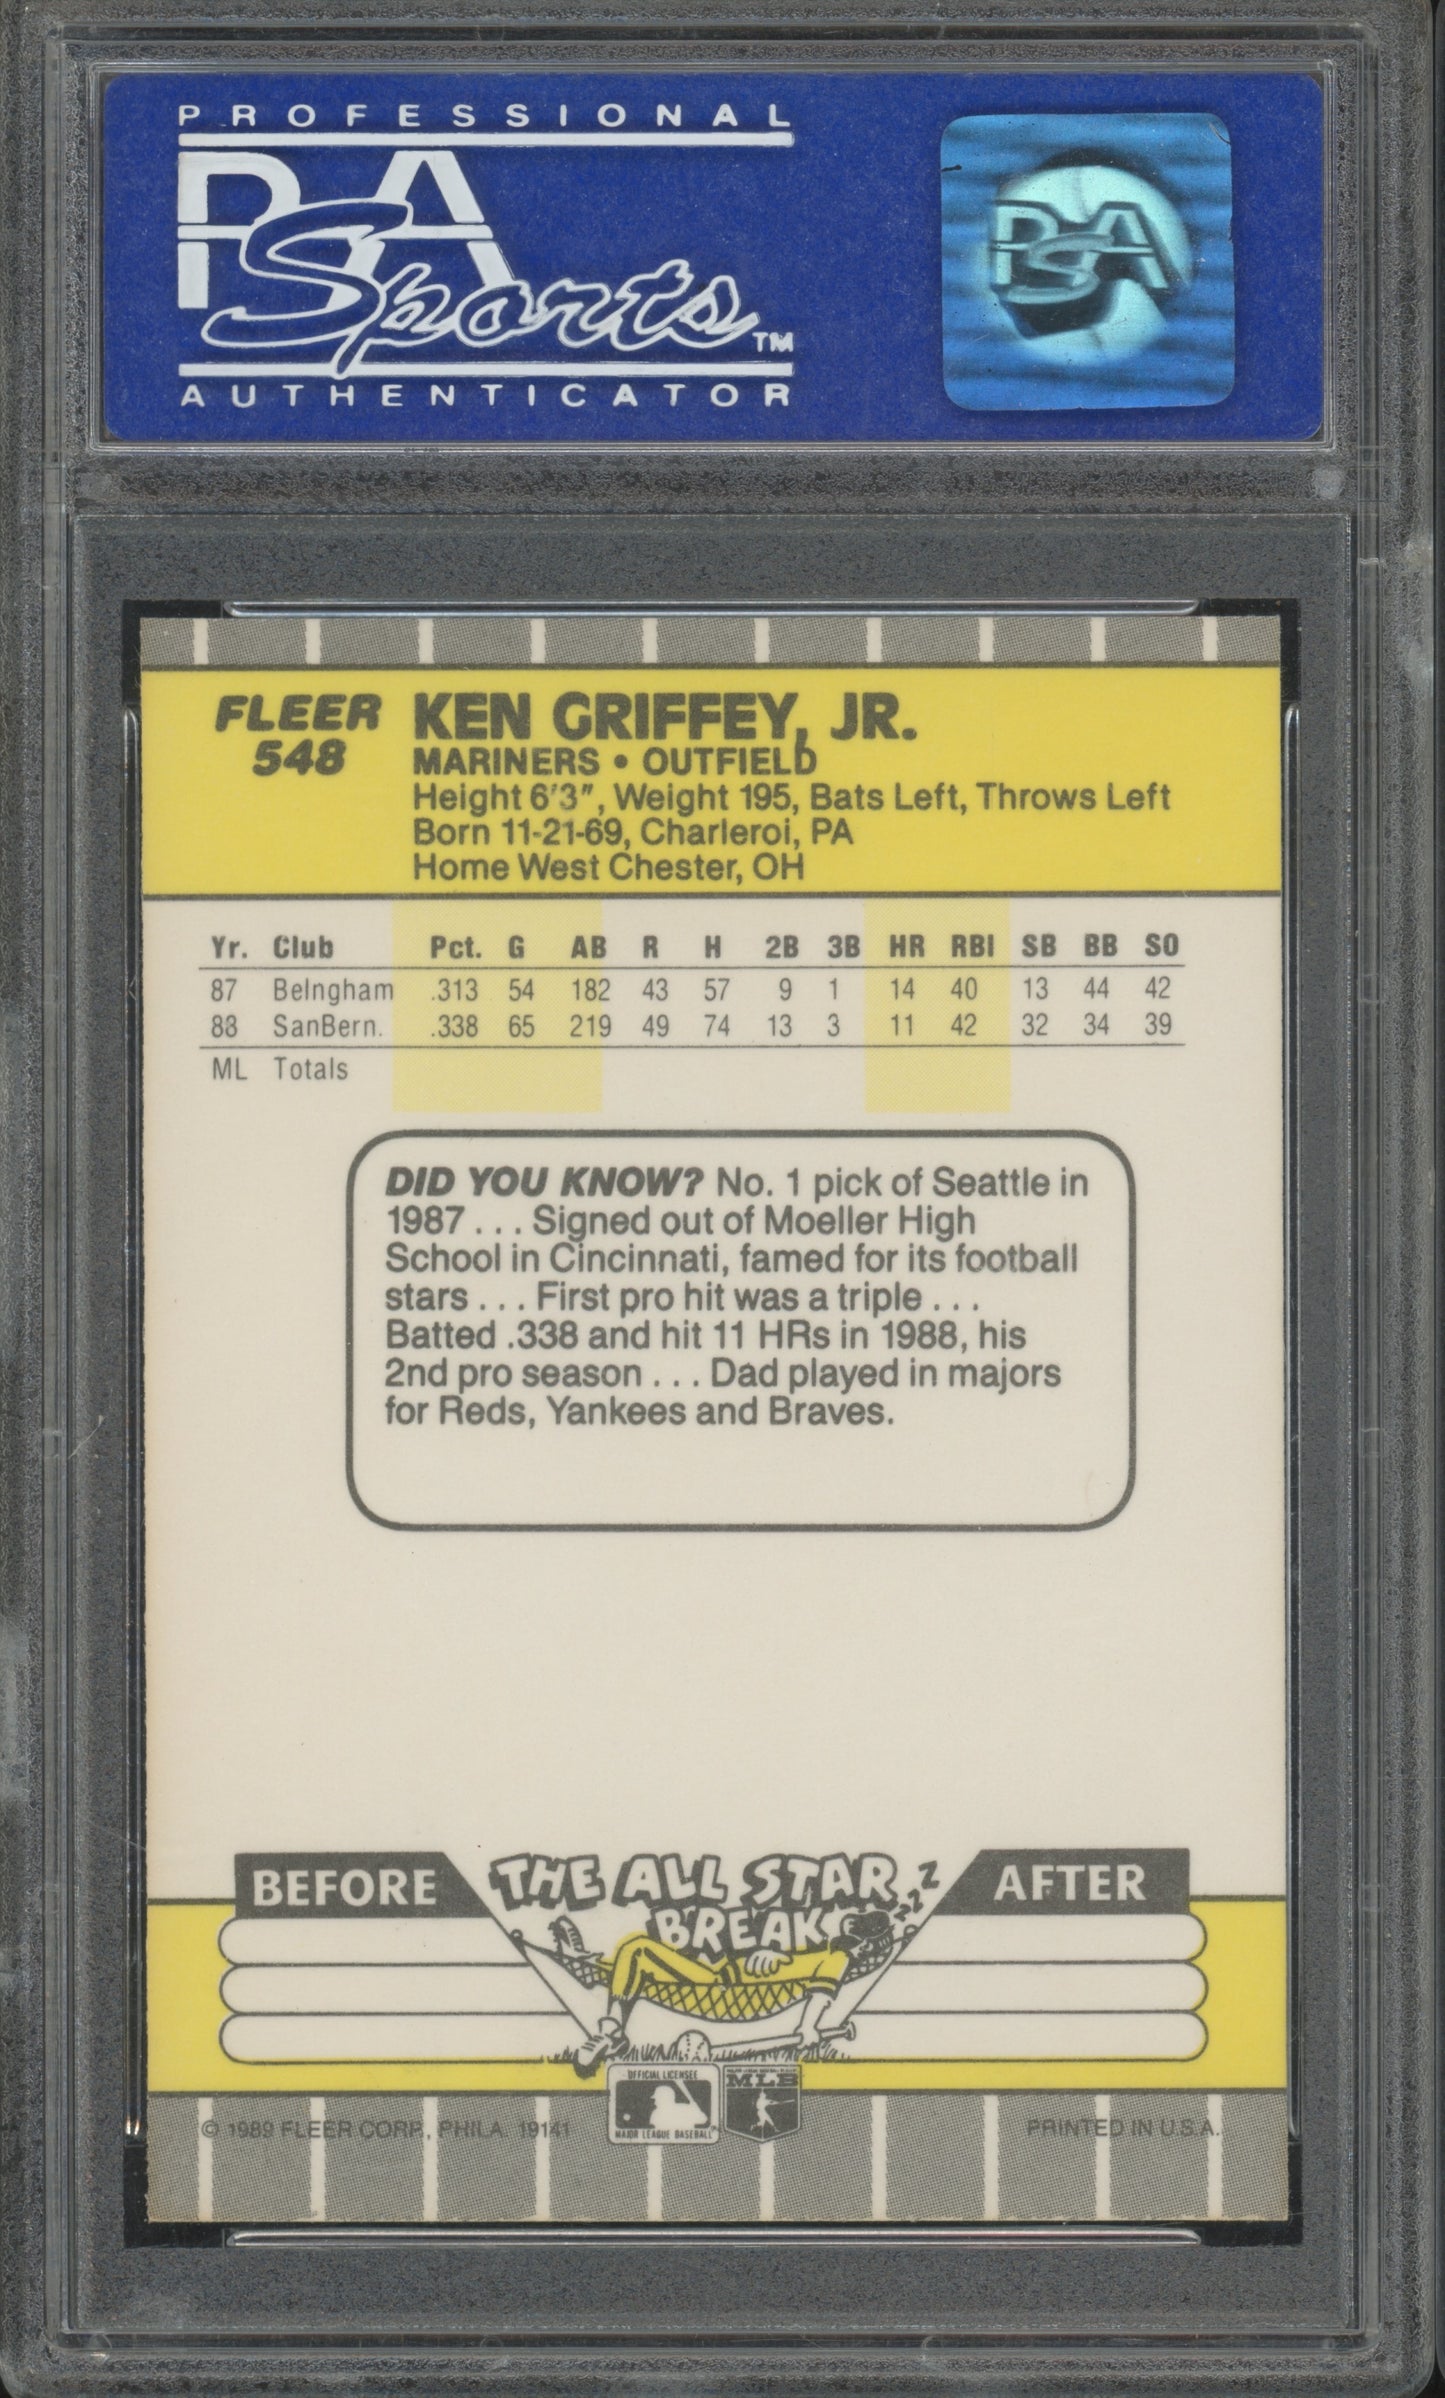 PROFESSIONAL
PSA
Sports TM
AUTHENTICATOR
PSA
FLEER
548
KEN GRIFFEY, JR.
MARINERS • OUTFIELD
Height 6'3", Weight 195, Bats Left, Throws Left
Born 11-21-69, Charleroi, PA
Home West Chester, OH
Yr. Club Pct. G AB R H 2B 3B HR RBI SB BB SO
87 Belngham .313 54 182 43 57 9 1 14 40 13 44 42
88 SanBern. .338 65 219 49 74 13 3 11 42 32 34 39
ML Totals
DID YOU KNOW? No. 1 pick of Seattle in
1987 . . . Signed out of Moeller High
School in Cincinnati, famed for its football
stars . . . First pro hit was a triple . . .
Batted .338 and hit 11 HRs in 1988, his
2nd pro season . . . Dad played in majors
for Reds, Yankees and Braves.
BEFORE
THE ALL STAR
BREAK
zzzz
AFTER
OFFICIAL LICENSEE
MAJOR LEAGUE BASEBALL
MLB
© 1989 FLEER CORP., PHILA. 19141
PRINTED IN U.S.A.